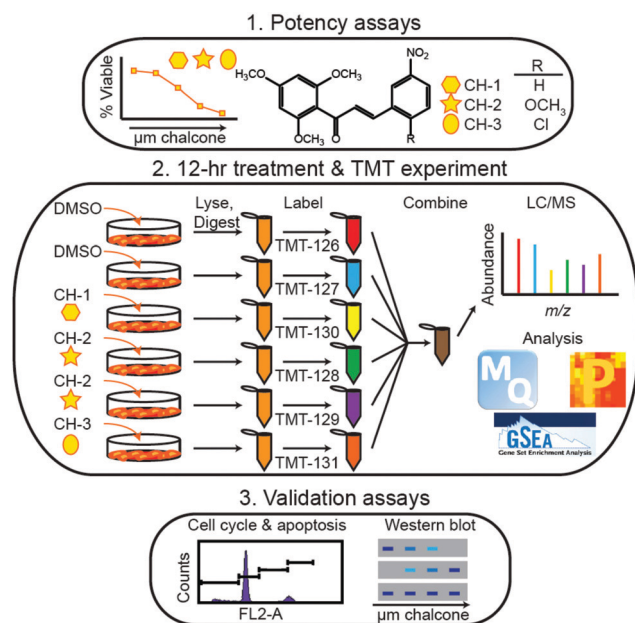 1. Potency assays
% Viable
µm chalcone
H₃CO
OCH₃
OCH₃
O
NO₂
R
R
CH-1 H
CH-2 OCH₃
CH-3 Cl
2. 12-hr treatment & TMT experiment
Lyse,
Digest
Label
Combine
LC/MS
DMSO
TMT-126
DMSO
TMT-127
CH-1
TMT-130
CH-2
TMT-128
CH-2
TMT-129
CH-3
TMT-131
Abundance
m/z
Analysis
MQ
P
GSEA
Gene Set Enrichment Analysis
3. Validation assays
Cell cycle & apoptosis
Counts
FL2-A
Western blot
µm chalcone